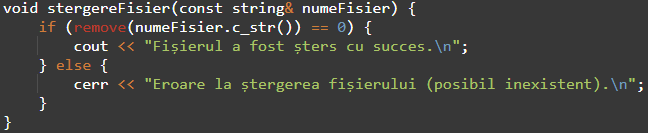 void stergereFisier(const string& numeFisier) {
    if (remove(numeFisier.c_str()) == 0) {
        cout << "Fișierul a fost șters cu succes.\n";
    } else {
        cerr << "Eroare la ștergerea fișierului (posibil inexistent).\n";
    }
}